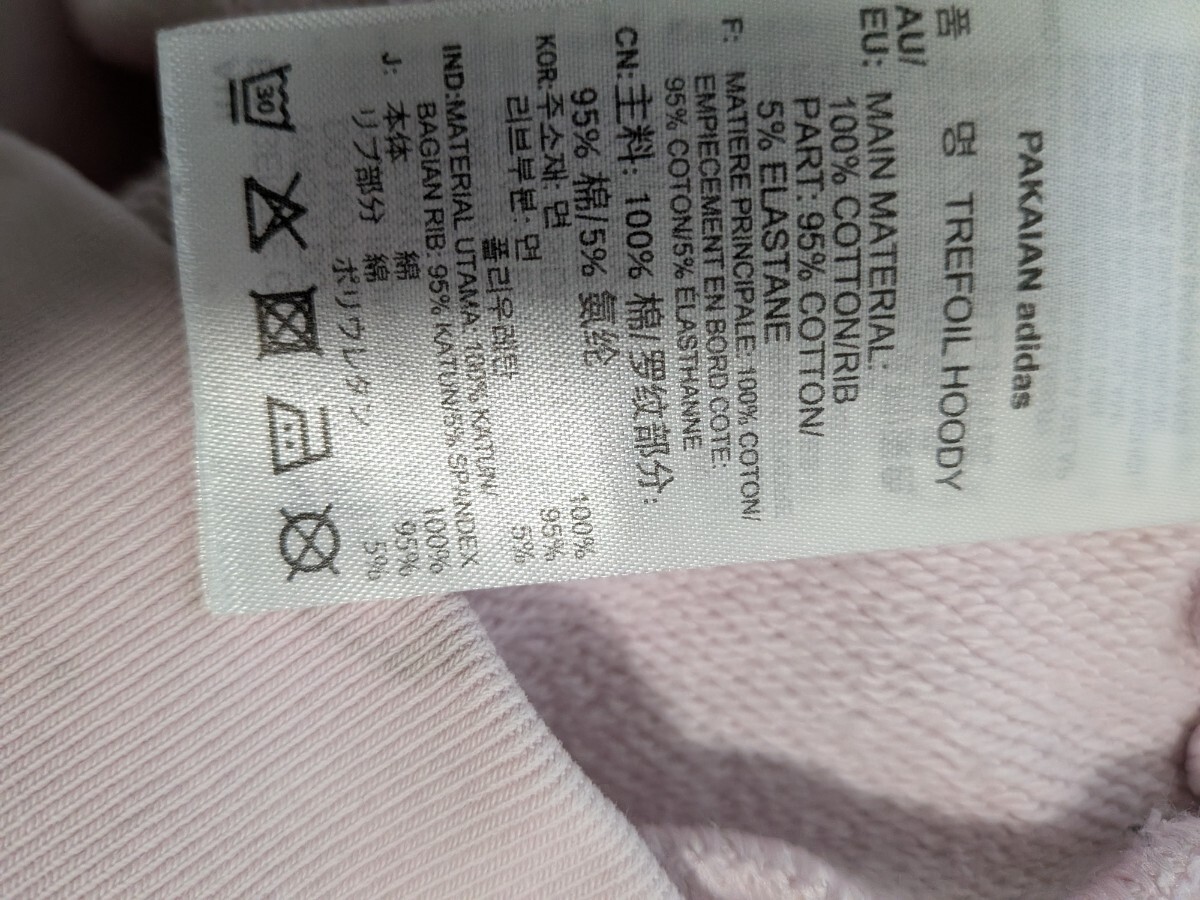 PAKAIAN adidas
품 명 TREFOIL HOODY
AU/
EU: MAIN MATERIAL:
100% COTTON/RIB
PART: 95% COTTON/
5% ELASTANE
F: MATIERE PRINCIPALE: 100% COTON/
EMPIECEMENT EN BORD COTE:
95% COTON/5% ELASTHANNE
CN: 主料: 100% 棉/罗纹部分:
95% 棉/5% 氨纶
KOR: 주소재: 면 100%
리브부분: 면 95%
폴리우레탄 5%
IND: MATERIAL UTAMA: 100% KATUN/
BAGIAN RIB: 95% KATUN/5% SPANDEX
J: 本体 綿 100%
リブ部分 綿 95%
ポリウレタン 5%
30